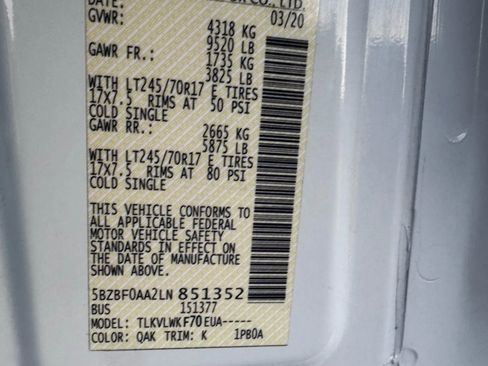 DATE: 03/20
GVWR: 4318 KG
9520 LB
GAWR FR.: 1735 KG
3825 LB
WITH LT245/70R17 E TIRES
17X7.5 RIMS AT 50 PSI
COLD SINGLE
GAWR RR.: 2665 KG
5875 LB
WITH LT245/70R17 E TIRES
17X7.5 RIMS AT 80 PSI
COLD SINGLE
THIS VEHICLE CONFORMS TO
ALL APPLICABLE FEDERAL
MOTOR VEHICLE SAFETY
STANDARDS IN EFFECT ON
THE DATE OF MANUFACTURE
SHOWN ABOVE.
5BZBF0AA2LN 851352
BUS 151377
MODEL: TLKVLWKF70EUA-----
COLOR: QAK TRIM: K 1PB0A